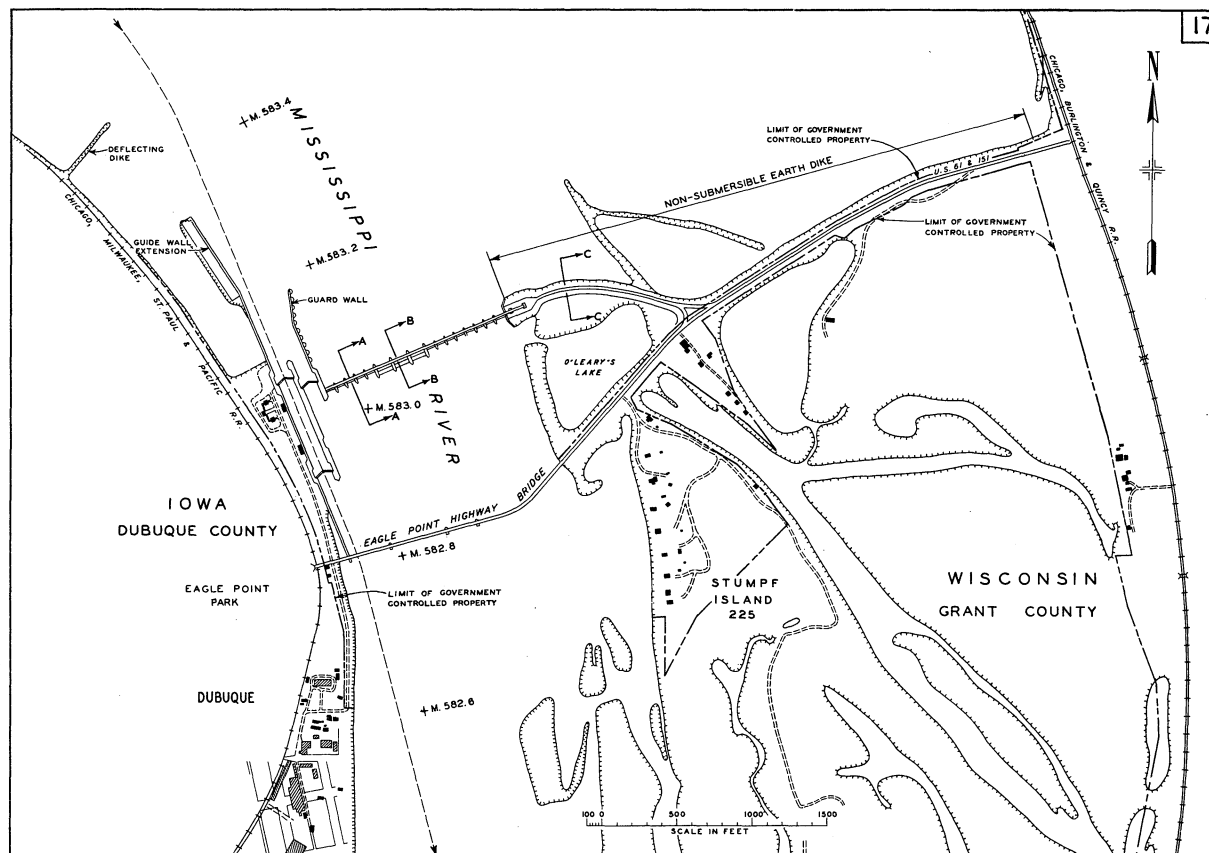 17
N
CHICAGO, BURLINGTON & QUINCY R.R.
+ M. 583.4
MISSISSIPPI
RIVER
LIMIT OF GOVERNMENT
CONTROLLED PROPERTY
DEFLECTING
DIKE
U.S. 61 & 151
NON-SUBMERSIBLE EARTH DIKE
CHICAGO, MILWAUKEE, ST. PAUL & PACIFIC R.R.
LIMIT OF GOVERNMENT
CONTROLLED PROPERTY
GUIDE WALL
EXTENSION
+ M. 583.2
C
C
GUARD WALL
B
B
A
A
O'LEARY'S
LAKE
+ M. 583.0
IOWA
DUBUQUE COUNTY
EAGLE POINT HIGHWAY BRIDGE
+ M. 582.8
EAGLE POINT
PARK
LIMIT OF GOVERNMENT
CONTROLLED PROPERTY
STUMPF
ISLAND
225
WISCONSIN
GRANT COUNTY
DUBUQUE
+ M. 582.6
100 0 500 1000 1500
SCALE IN FEET